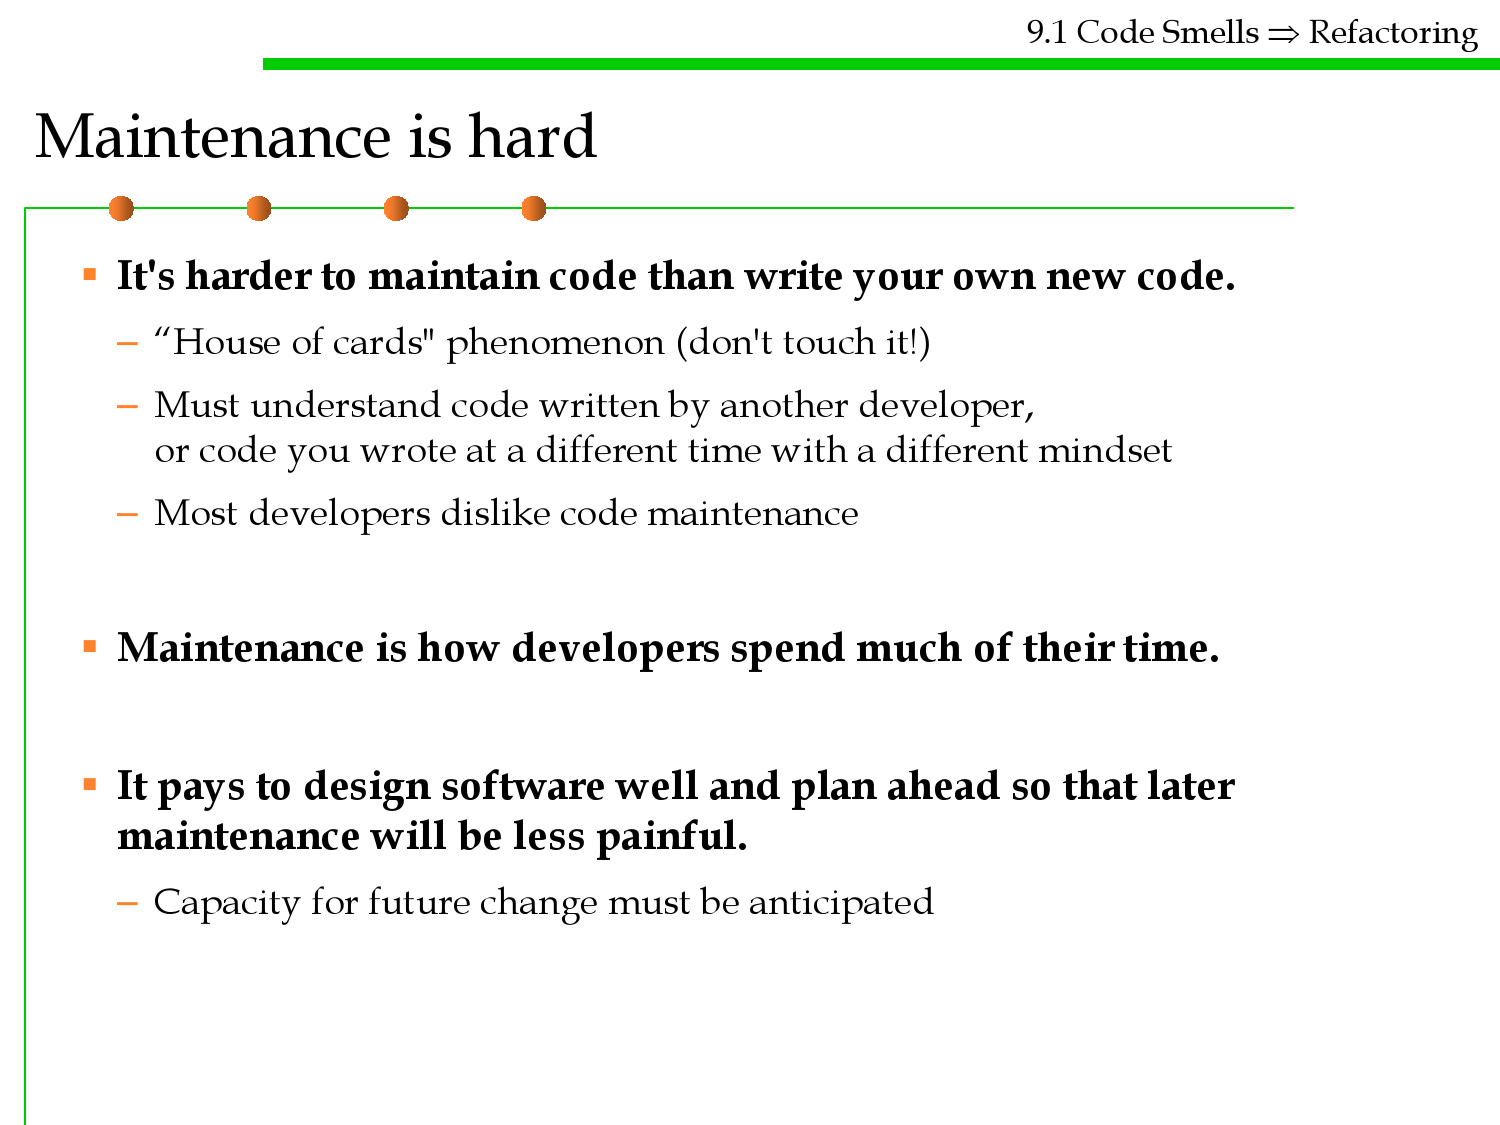 9.1 Code Smells ⇒ Refactoring
Maintenance is hard
▪ It's harder to maintain code than write your own new code.
– “House of cards" phenomenon (don't touch it!)
– Must understand code written by another developer,
or code you wrote at a different time with a different mindset
– Most developers dislike code maintenance
▪ Maintenance is how developers spend much of their time.
▪ It pays to design software well and plan ahead so that later
maintenance will be less painful.
– Capacity for future change must be anticipated